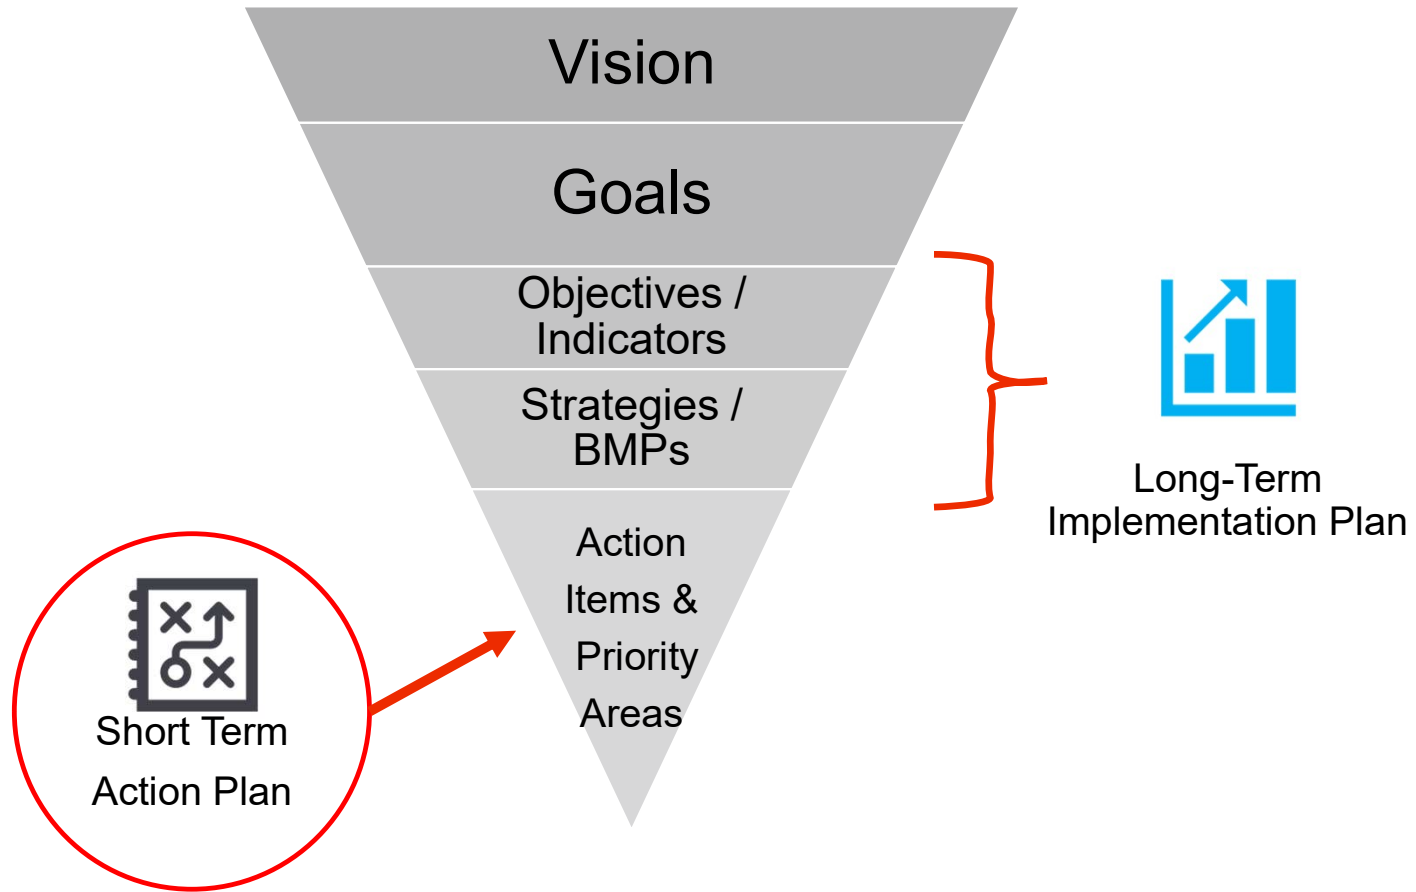 Vision
Goals
Objectives /
Indicators
Strategies /
BMPs
Action
Items &
Priority
Areas
Long-Term
Implementation Plan
Short Term
Action Plan